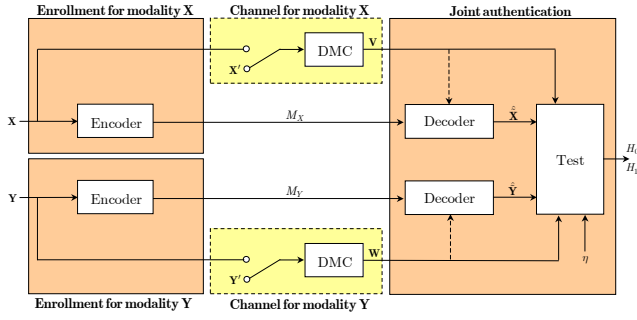 Enrollment for modality X
Channel for modality X
Joint authentication
DMC
V
X′
X
Encoder
M_X
Decoder
X̂
Test
H_0
H_1
Y
Encoder
M_Y
Decoder
Ŷ
DMC
W
Y′
η
Enrollment for modality Y
Channel for modality Y